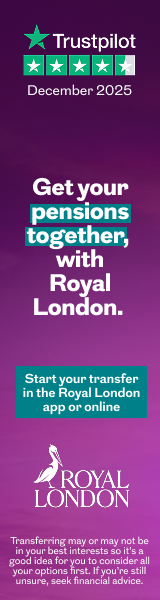 Trustpilot
December 2025
Get your
pensions
together,
with
Royal
London.
Start your transfer
in the Royal London
app or online
ROYAL
LONDON
Transferring may or may not be
in your best interests so it's a
good idea for you to consider all
your options first. If you're still
unsure, seek financial advice.